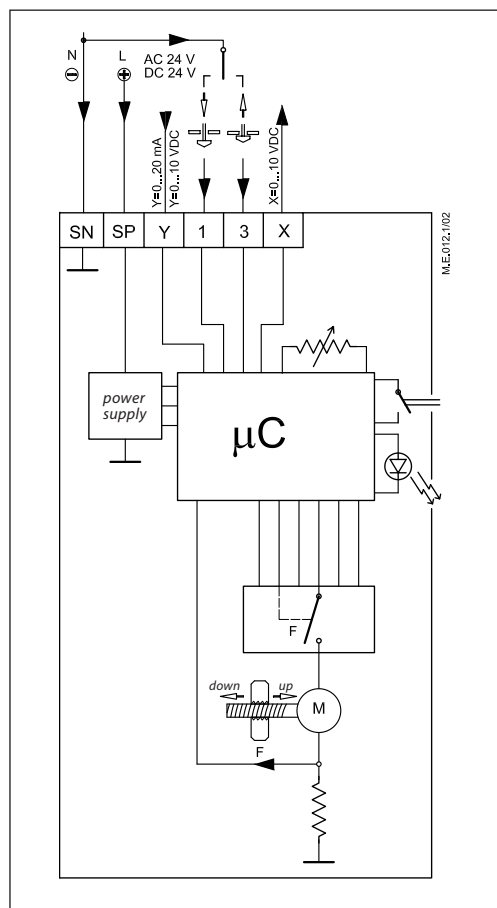 N
L
AC 24 V
DC 24 V
Y=0...20 mA
Y=0...10 VDC
X=0...10 VDC
SN SP Y 1 3 X
M.E.012.1/02
power
supply
µC
F
down up
M
F